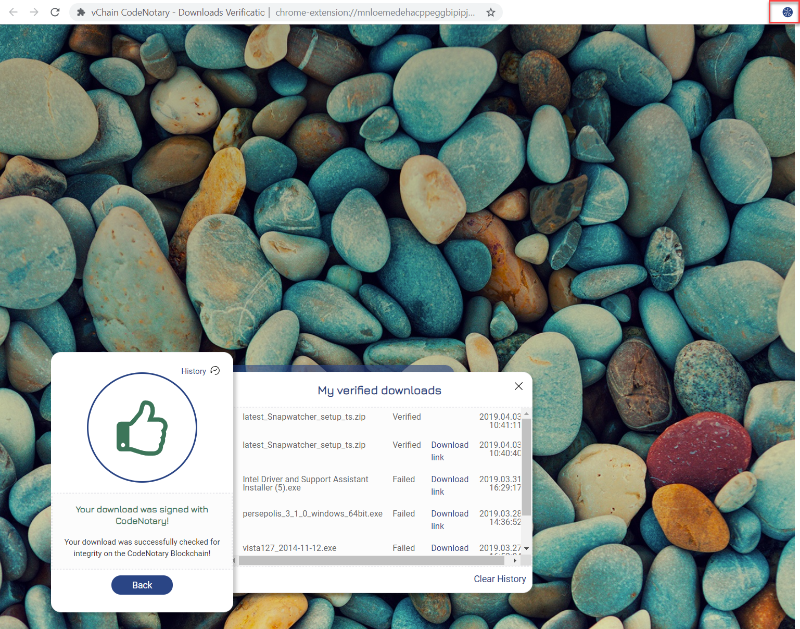 vChain CodeNotary - Downloads Verificatio
chrome-extension://mnloemedehacppeggbipipj...
History
Your download was signed with
CodeNotary!
Your download was successfully checked for
integrity on the CodeNotary Blockchain!
Back
My verified downloads
latest_Snapwatcher_setup_ts.zip Verified 2019.04.03
10:41:11
latest_Snapwatcher_setup_ts.zip Verified Download 2019.04.03
link 10:40:40
Intel Driver and Support Assistant Failed Download 2019.03.31
Installer (5).exe link 16:29:17
persepolis_3_1_0_windows_64bit.exe Failed Download 2019.03.28
link 14:36:52
vista127_2014-11-12.exe Failed Download 2019.03.27
Clear History